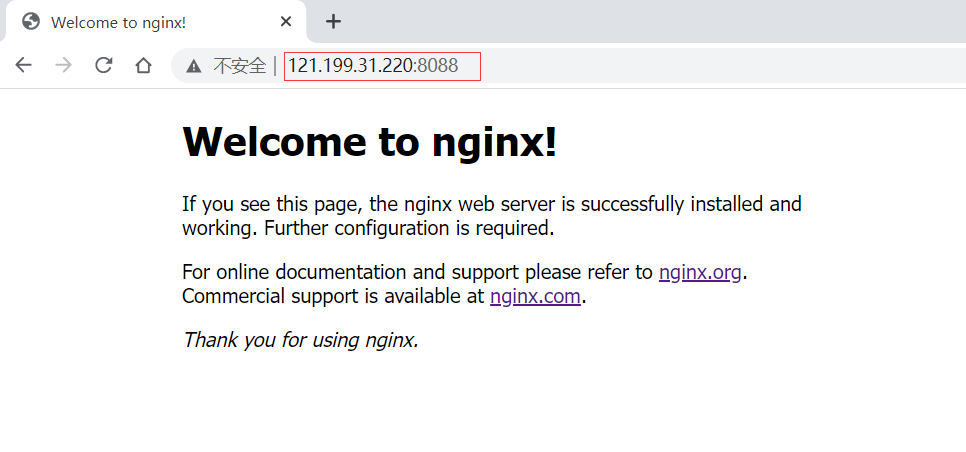 Welcome to nginx!
不安全 | 121.199.31.220:8088
Welcome to nginx!
If you see this page, the nginx web server is successfully installed and
working. Further configuration is required.
For online documentation and support please refer to nginx.org.
Commercial support is available at nginx.com.
Thank you for using nginx.